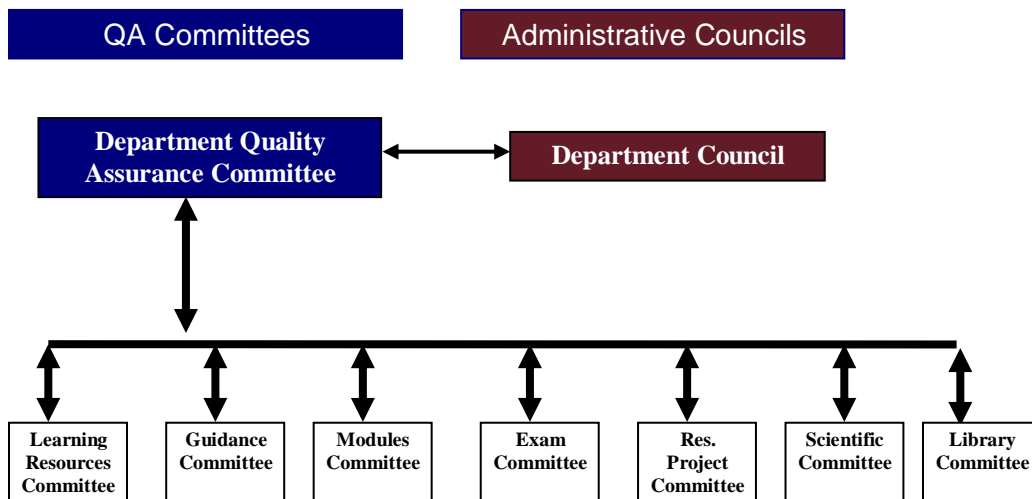 QA Committees
Administrative Councils
Department Quality
Assurance Committee
Department Council
Learning
Resources
Committee
Guidance
Committee
Modules
Committee
Exam
Committee
Res.
Project
Committee
Scientific
Committee
Library
Committee